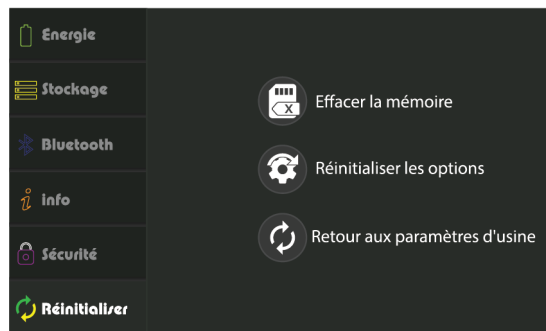 Energie
Stockage
Bluetooth
info
Sécurité
Réinitialiser
Effacer la mémoire
Réinitialiser les options
Retour aux paramètres d'usine